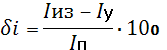 δi = (Iиз − Iу) / Iп · 100